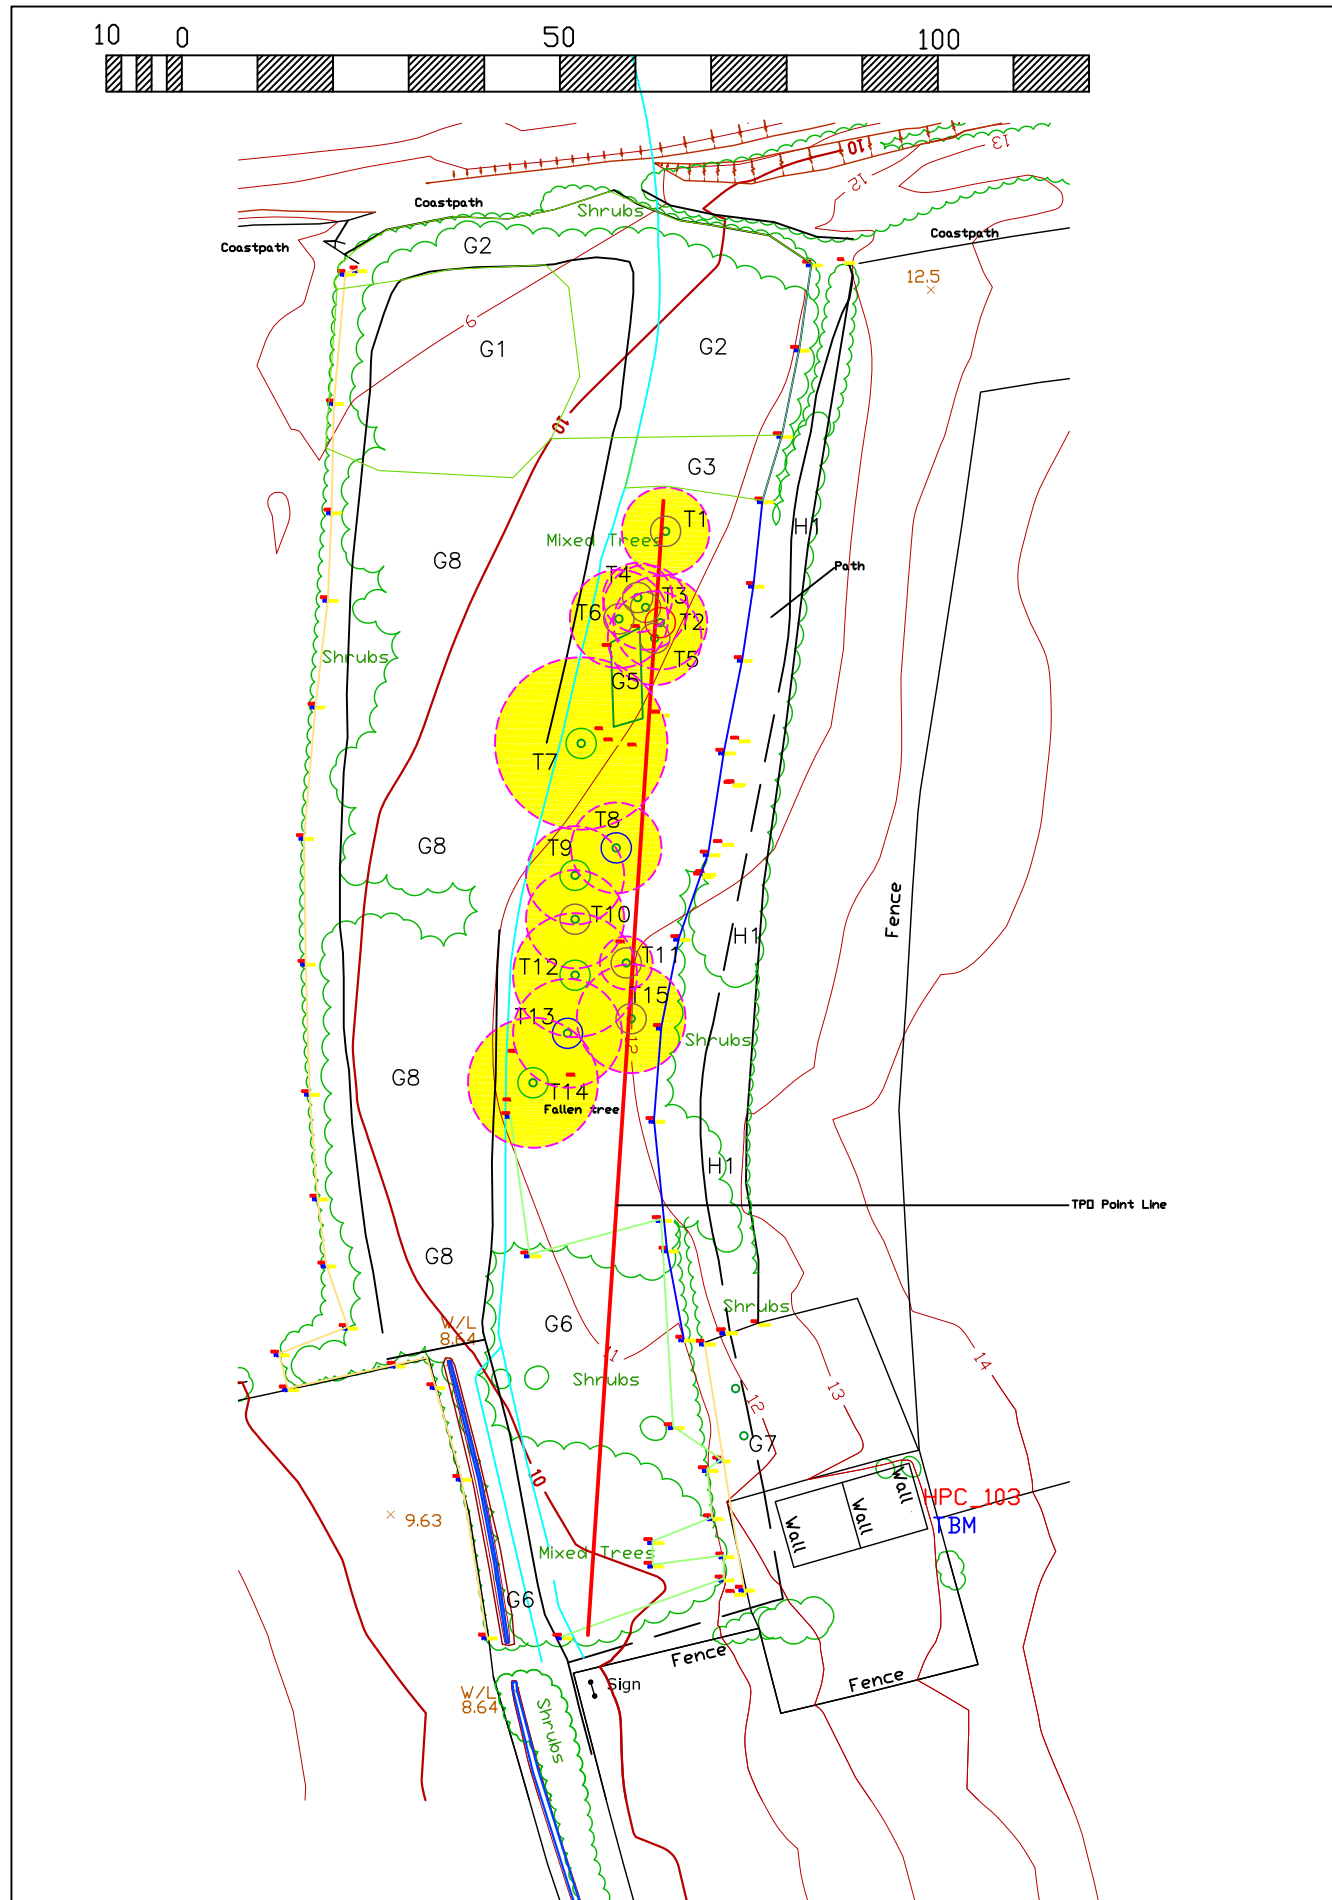 10 0 50 100
10
13
12
Coastpath
Shrubs
Coastpath
Coastpath
G2
12.5
9
G1
G2
10
G3
T1
H1
Mixed Trees
G8
Path
T4
T3
T6
T2
Shrubs
T5
G5
T7
T8
G8
T9
Fence
T10
H1
T11
T12
T15
T13
12
Shrubs
G8
T14
Fallen tree
H1
TPO Point Line
G8
Shrubs
W/L
8.64
G6
11
14
Shrubs
13
12
G7
10
Wall
HPC_103
Wall
9.63
TBM
Wall
Mixed Trees
G6
Fence
Fence
Sign
W/L
8.64
Shrubs